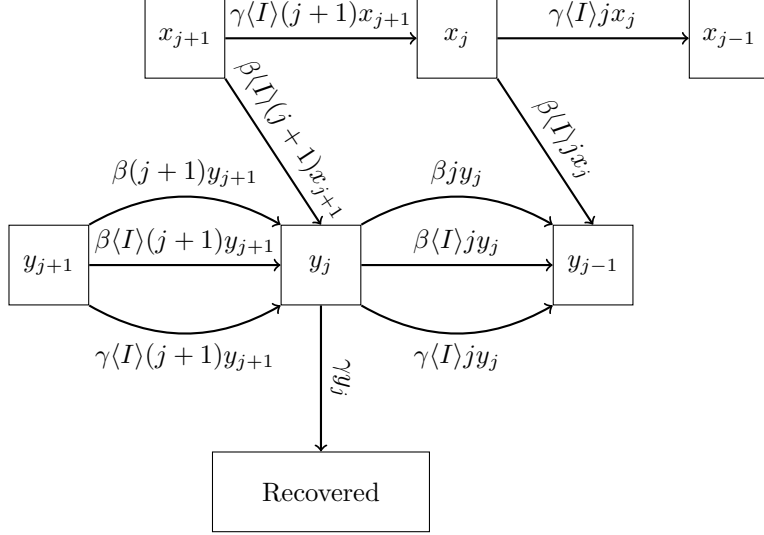 γ⟨I⟩(j+1)x_{j+1}
γ⟨I⟩jx_j
x_{j+1}
x_j
x_{j−1}
β⟨I⟩(j+1)x_{j+1}
β⟨I⟩jx_j
β(j+1)y_{j+1}
βjy_j
y_{j+1}
β⟨I⟩(j+1)y_{j+1}
y_j
β⟨I⟩jy_j
y_{j−1}
γ⟨I⟩(j+1)y_{j+1}
γ⟨I⟩jy_j
γy_j
Recovered